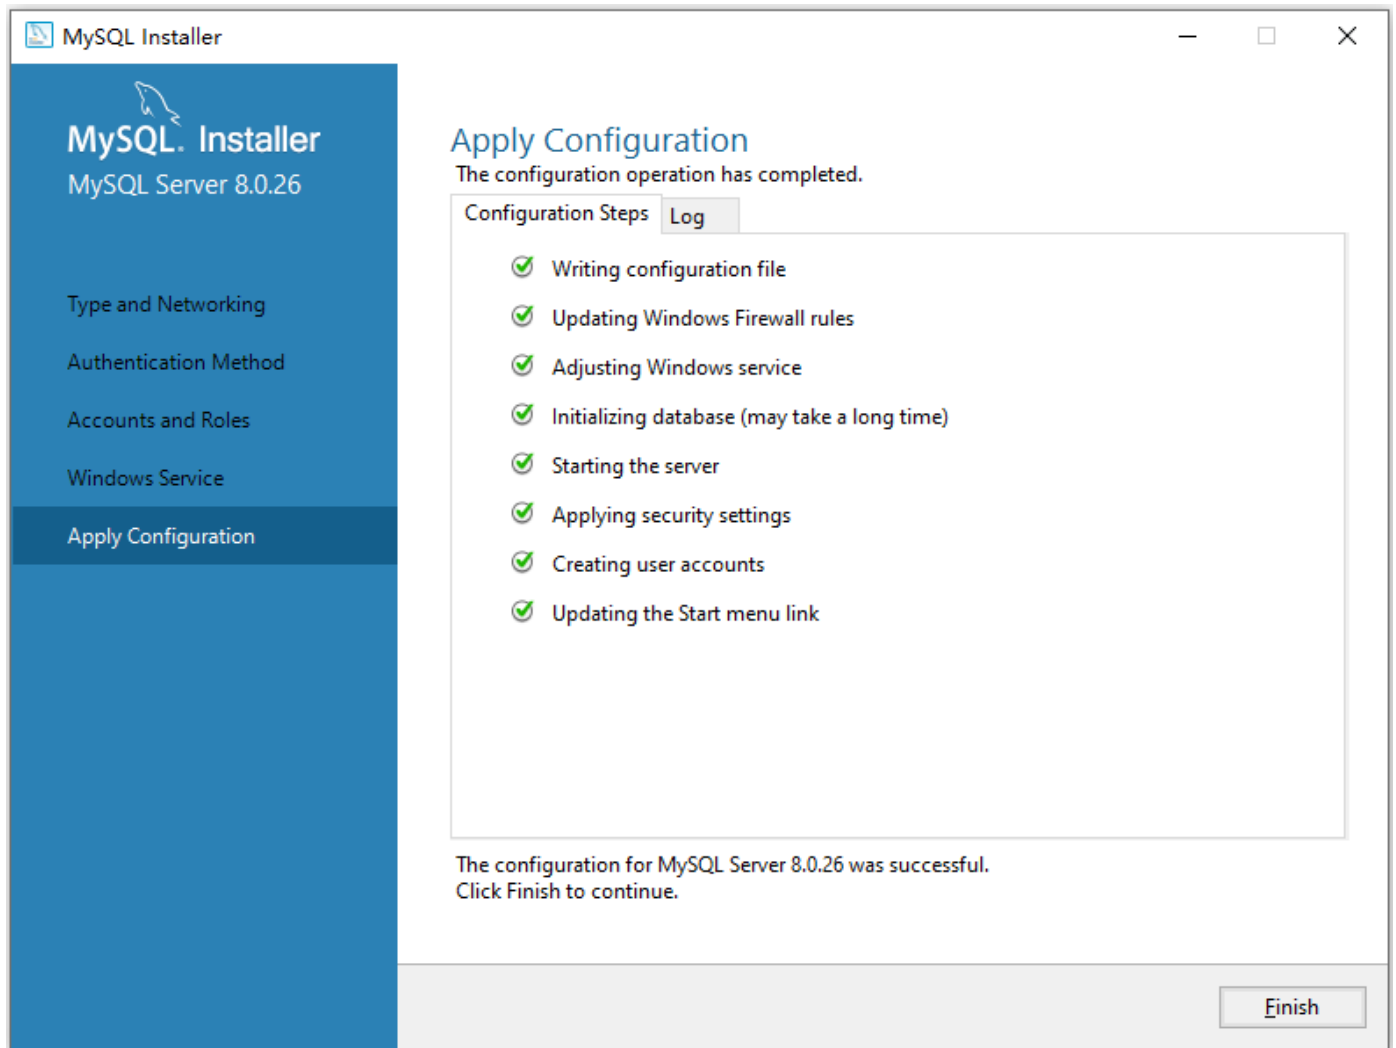 MySQL Installer
MySQL. Installer
MySQL Server 8.0.26
Type and Networking
Authentication Method
Accounts and Roles
Windows Service
Apply Configuration
Apply Configuration
The configuration operation has completed.
Configuration Steps Log
Writing configuration file
Updating Windows Firewall rules
Adjusting Windows service
Initializing database (may take a long time)
Starting the server
Applying security settings
Creating user accounts
Updating the Start menu link
The configuration for MySQL Server 8.0.26 was successful.
Click Finish to continue.
Finish